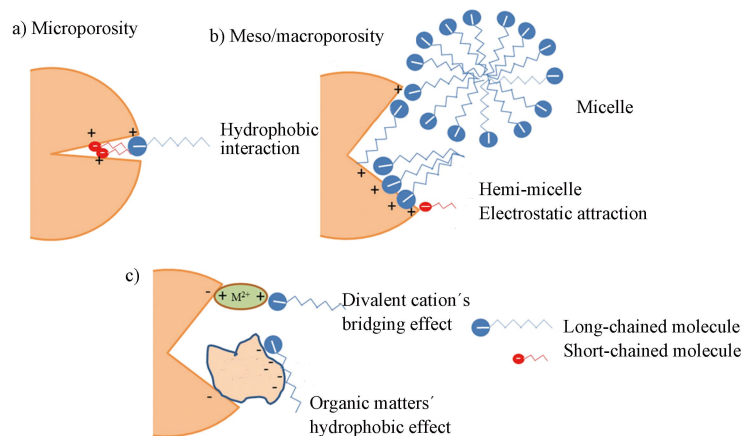 a) Microporosity
b) Meso/macroporosity
Hydrophobic
interaction
Micelle
Hemi-micelle
Electrostatic attraction
c)
M²⁺
Divalent cation´s
bridging effect
Organic matters´
hydrophobic effect
Long-chained molecule
Short-chained molecule